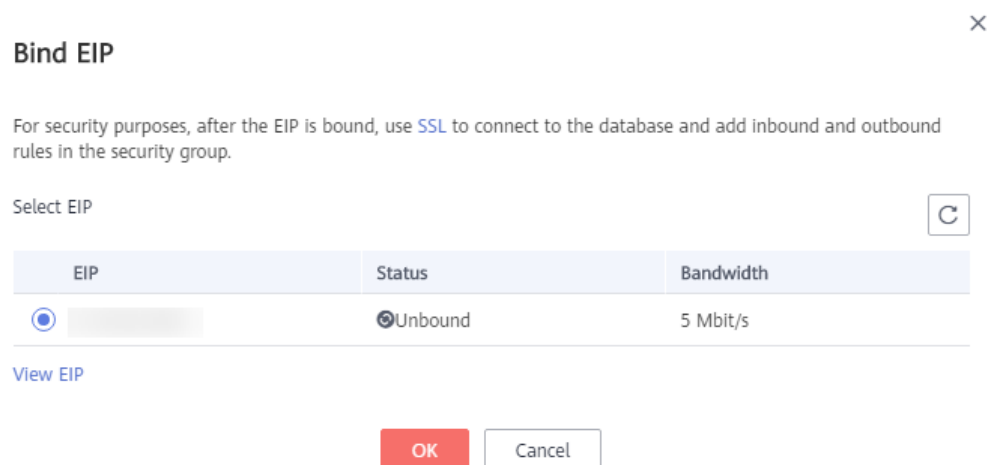 Bind EIP
For security purposes, after the EIP is bound, use SSL to connect to the database and add inbound and outbound
rules in the security group.
Select EIP
EIP Status Bandwidth
Unbound 5 Mbit/s
View EIP
OK Cancel